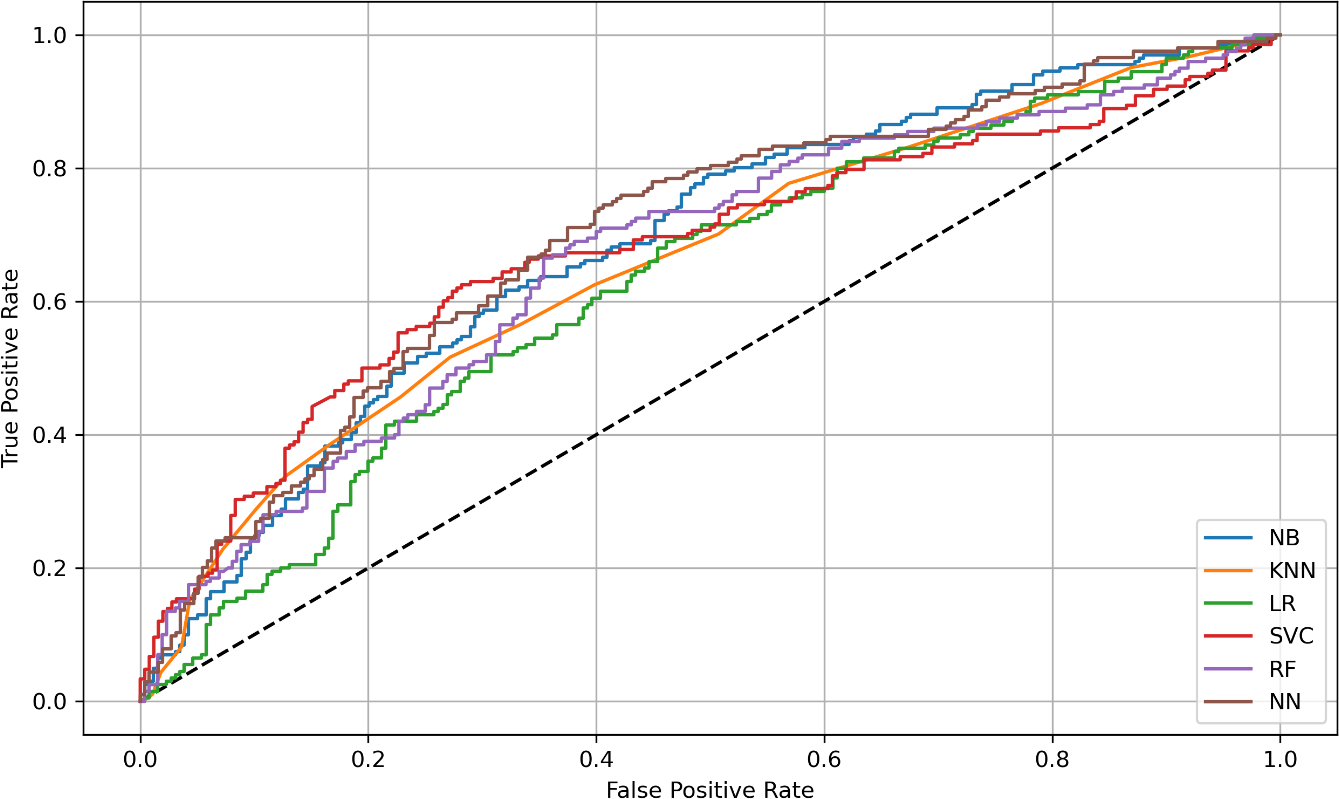 True Positive Rate
1.0
0.8
0.6
0.4
0.2
0.0
0.0 0.2 0.4 0.6 0.8 1.0
False Positive Rate
NB
KNN
LR
SVC
RF
NN